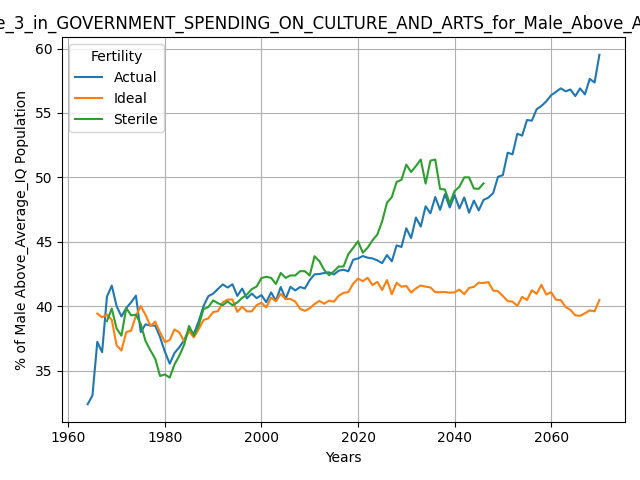 e_3_in_GOVERNMENT_SPENDING_ON_CULTURE_AND_ARTS_for_Male_Above_A
Fertility
Actual
Ideal
Sterile
% of Male Above_Average_IQ Population
60
55
50
45
40
35
1960
1980
2000
2020
2040
2060
Years